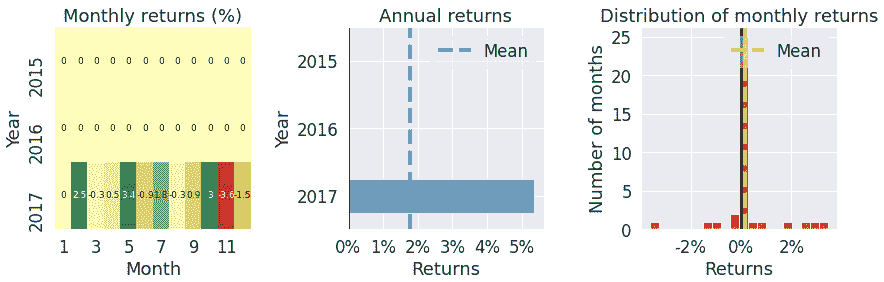 Monthly returns (%)
Year
2015
2016
2017
0 0 0 0 0 0 0 0 0 0 0 0
0 0 0 0 0 0 0 0 0 0 0 0
0 2.5 -0.3 0.5 3.4 -0.9 1.8 -0.3 0.9 3 -3.6 -1.5
1 3 5 7 9 11
Month
Annual returns
Mean
Year
2015
2016
2017
0% 1% 2% 3% 4% 5%
Returns
Distribution of monthly returns
Mean
Number of months
25
20
15
10
5
0
-2% 0% 2%
Returns